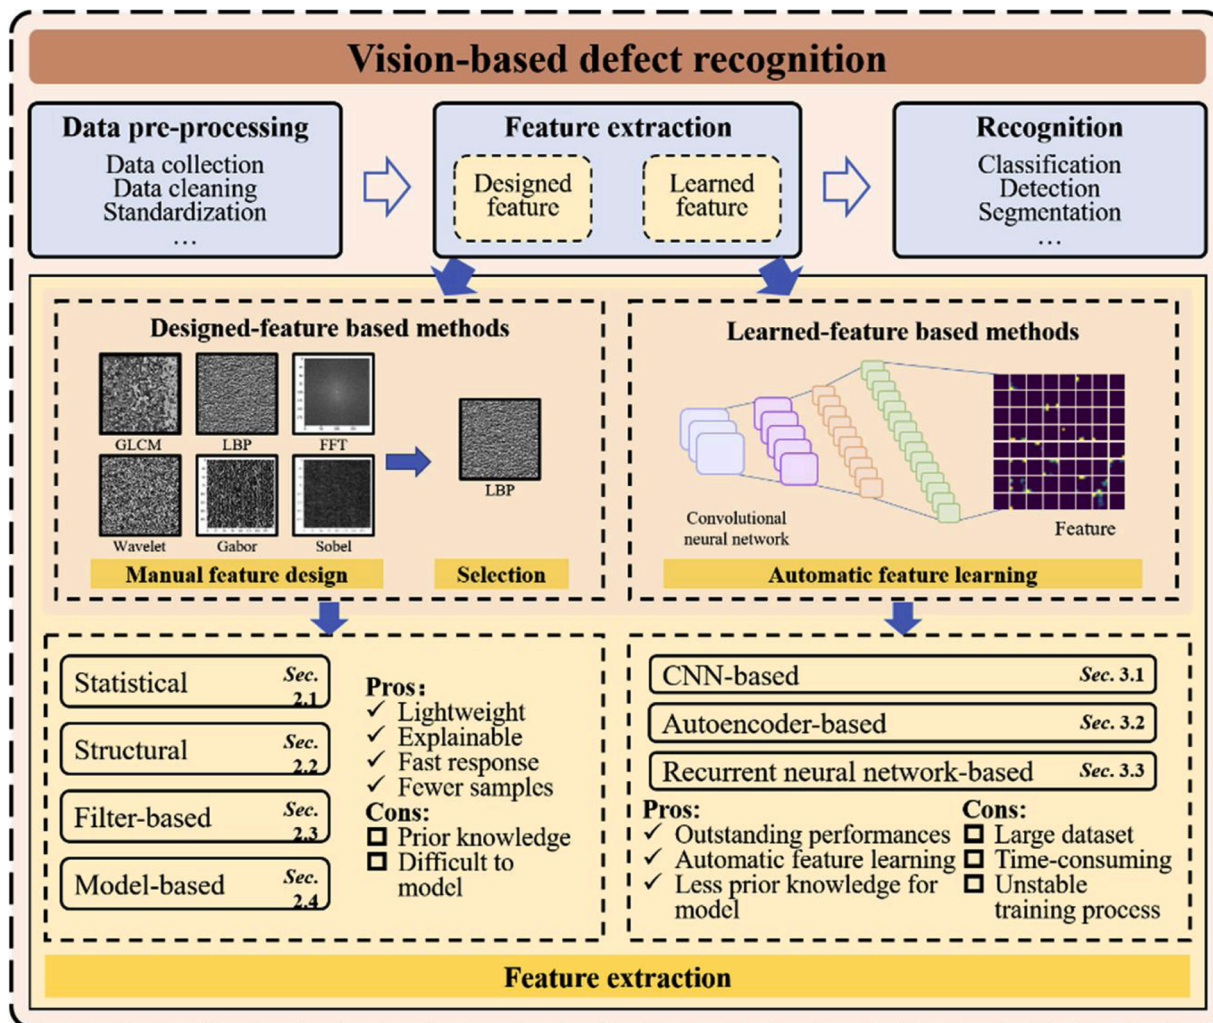 Vision-based defect recognition
Data pre-processing
Data collection
Data cleaning
Standardization
...
Feature extraction
Designed
feature
Learned
feature
Recognition
Classification
Detection
Segmentation
...
Designed-feature based methods
GLCM
LBP
FFT
Wavelet
Gabor
Sobel
LBP
Manual feature design
Selection
Learned-feature based methods
Convolutional
neural network
Feature
Automatic feature learning
Statistical
Sec.
2.1
Structural
Sec.
2.2
Filter-based
Sec.
2.3
Model-based
Sec.
2.4
Pros:
✓ Lightweight
✓ Explainable
✓ Fast response
✓ Fewer samples
Cons:
Prior knowledge
Difficult to
model
CNN-based Sec. 3.1
Autoencoder-based Sec. 3.2
Recurrent neural network-based Sec. 3.3
Pros:
✓ Outstanding performances
✓ Automatic feature learning
✓ Less prior knowledge for
model
Cons:
Large dataset
Time-consuming
Unstable
training process
Feature extraction